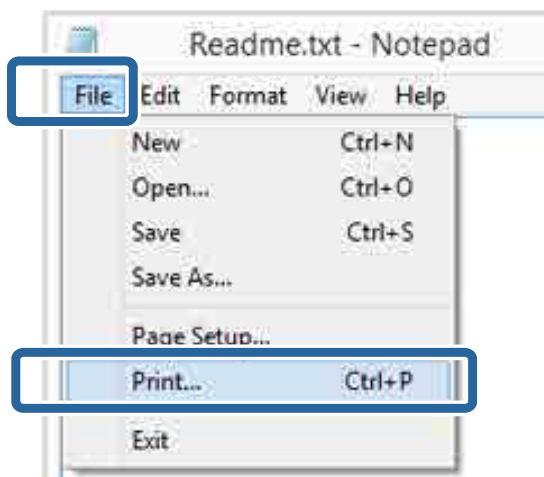 Readme.txt - Notepad
File Edit Format View Help
New Ctrl+N
Open... Ctrl+O
Save Ctrl+S
Save As...
Page Setup...
Print... Ctrl+P
Exit